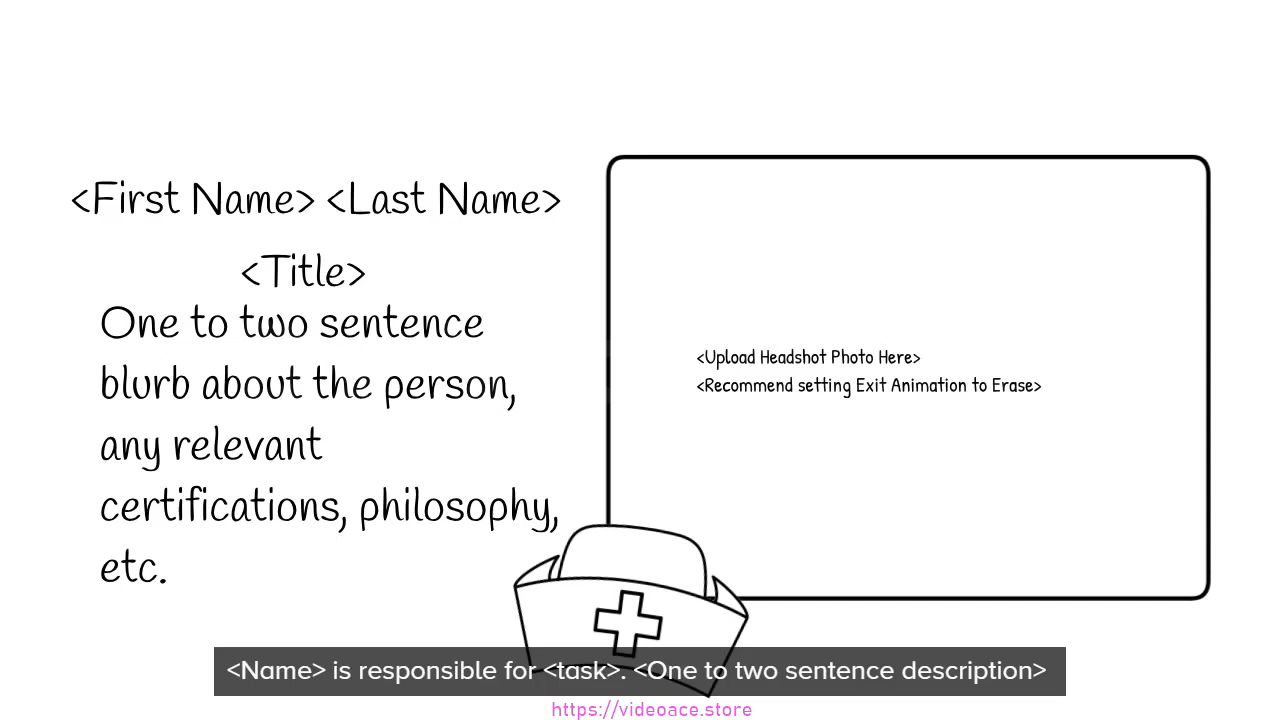 <First Name> <Last Name>
<Title>
One to two sentence
blurb about the person,
any relevant
certifications, philosophy,
etc.
<Upload Headshot Photo Here>
<Recommend setting Exit Animation to Erase>
<Name> is responsible for <task>. <One to two sentence description>
https://videoace.store